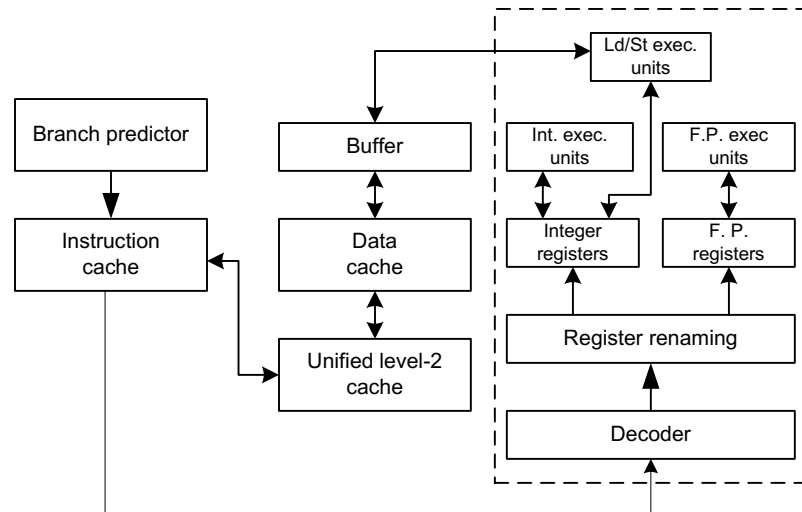 Ld/St exec.
units
Branch predictor
Buffer
Int. exec.
units
F.P. exec
units
Instruction
cache
Data
cache
Integer
registers
F. P.
registers
Unified level-2
cache
Register renaming
Decoder